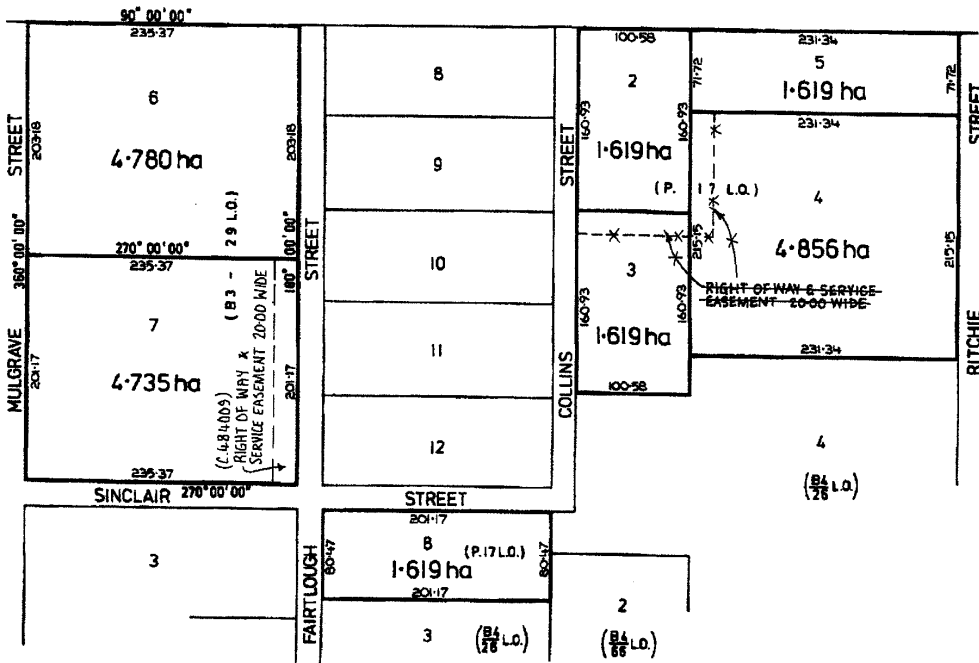 90° 00' 00"
235·37
6
203·18
203·18
4·780 ha
MULGRAVE STREET
360° 00' 00"
270° 00' 00"
235·37
(B3 - 29 L.O.)
180° 00' 00"
7
201·17
201·17
4·735 ha
(C.484009)
RIGHT OF WAY &
SERVICE EASEMENT 20·00 WIDE
235·37
SINCLAIR 270° 00' 00" STREET
FAIRTLOUGH STREET
8
9
10
11
12
COLLINS STREET
100·58
2
160·93
160·93
1·619 ha
(P. 17 L.O.)
3
160·93
160·93
1·619 ha
100·58
231·34
5
71·72
71·72
1·619 ha
231·34
4
215·15
215·15
4·856 ha
RIGHT OF WAY & SERVICE
EASEMENT 20·00 WIDE
231·34
RITCHIE STREET
4
(B4/26 L.O.)
3
201·17
8
(P.17 L.O.)
80·47
80·47
1·619 ha
201·17
3
(B4/26 L.O.)
2
(B4/66 L.O.)